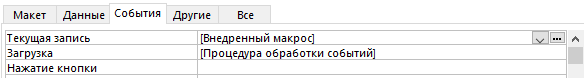 Макет Данные События Другие Все
Текущая запись [Внедренный макрос]
Загрузка [Процедура обработки событий]
Нажатие кнопки